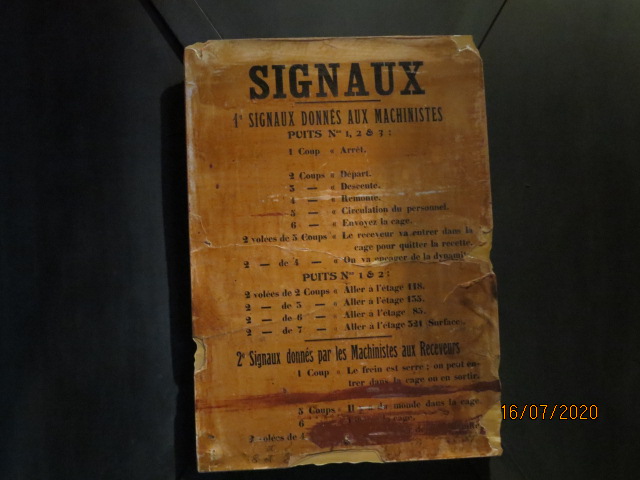 SIGNAUX
1° SIGNAUX DONNÉS AUX MACHINISTES
PUITS Nos 1, 2 & 3 :
1 Coup « Arrêt.
2 Coups « Départ.
3 — « Descente.
4 — « Remonte.
5 — « Circulation du personnel.
6 — « Envoyez la cage.
2 volées de 5 Coups « Le receveur va entrer dans la
cage pour quitter la recette.
2 — de 4 — « On va encager de la dynamite
PUITS Nos 1 & 2 :
2 volées de 2 Coups « Aller à l'étage 118.
2 — de 3 — « Aller à l'étage 155.
2 — de 6 — « Aller à l'étage 85.
2 — de 7 — « Aller à l'étage 321 (Surface
2° Signaux donnés par les Machinistes aux Receveurs
1 Coup « Le frein est serré ; on peut en-
trer dans la cage ou en sortir.
5 Coups « Il du monde dans la cage.
6
2 volées de 4
16/07/2020